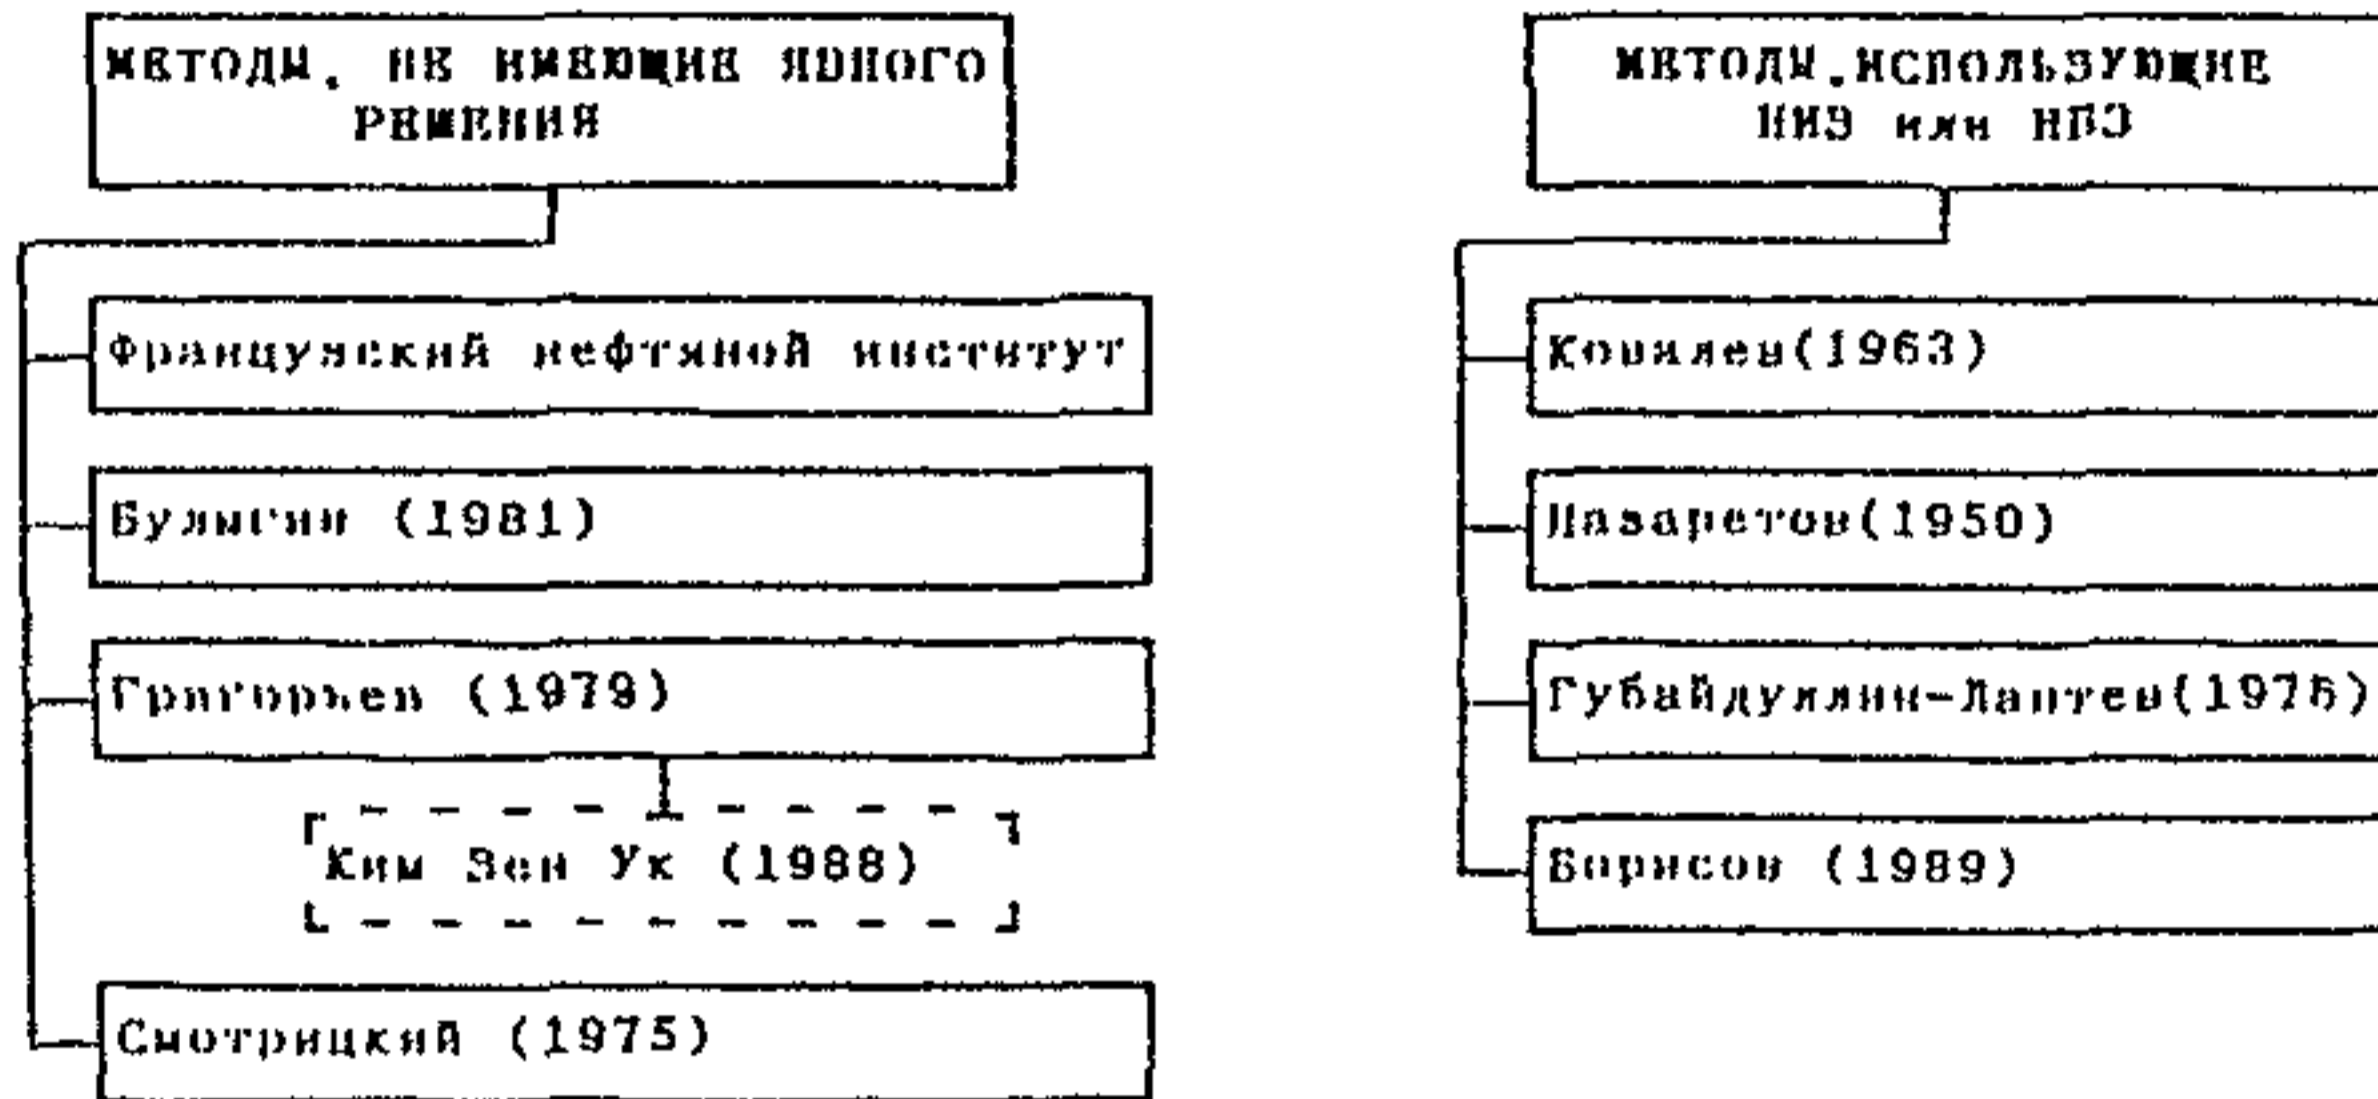 МЕТОДЫ, НЕ ИМЕЮЩИЕ ЯВНОГО
РЕШЕНИЯ
Французский нефтяной институт
Булыгин (1981)
Григорьев (1979)
Ким Зен Ук (1988)
Смотрицкий (1975)
МЕТОДЫ,ИСПОЛЬЗУЮЩИЕ
или
Ковалев(1963)
Назаретов(1950)
Губайдуллин-Лаптев(1976)
Борисов (1989)